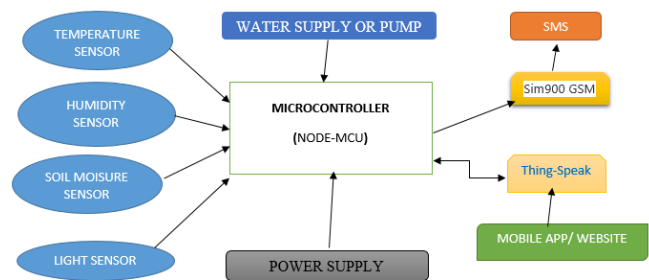 TEMPERATURE
SENSOR
HUMIDITY
SENSOR
SOIL MOISURE
SENSOR
LIGHT SENSOR
WATER SUPPLY OR PUMP
MICROCONTROLLER
(NODE-MCU)
POWER SUPPLY
SMS
Sim900 GSM
Thing-Speak
MOBILE APP/ WEBSITE